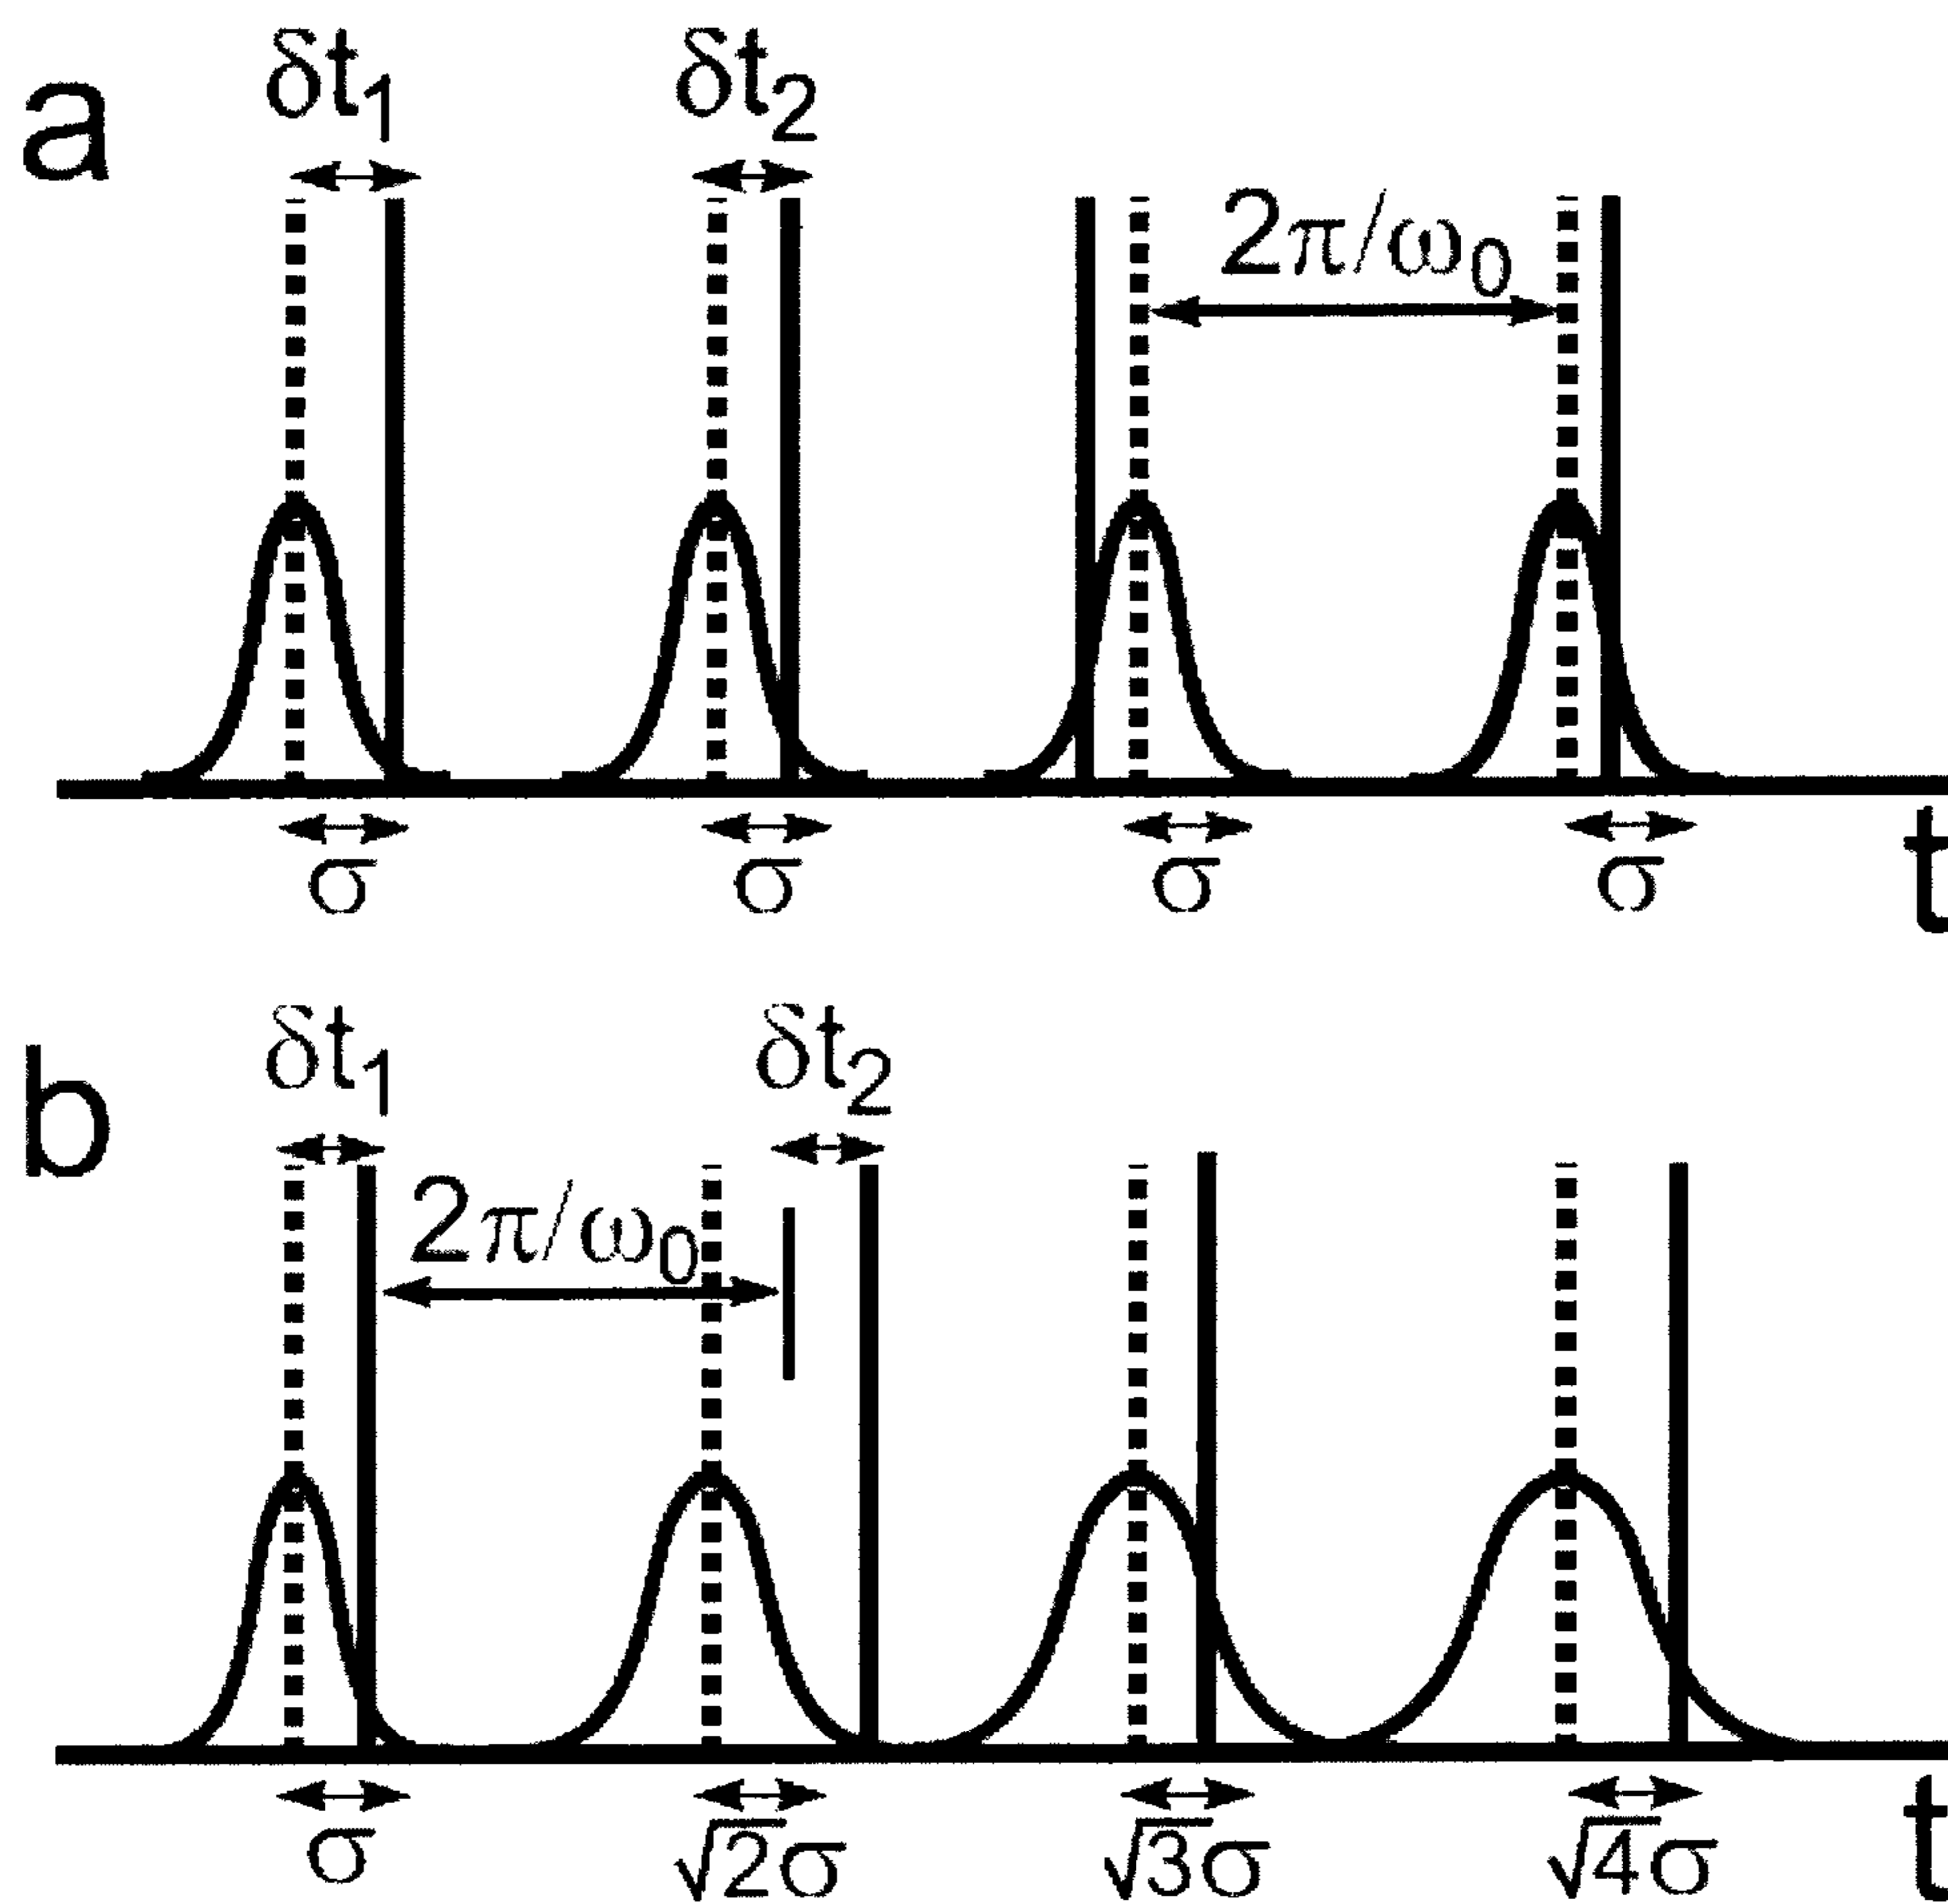 a
δt₁ δt₂
2π/ω₀
σ σ σ σ
t
b
δt₁ δt₂
2π/ω₀
σ √2σ √3σ √4σ
t